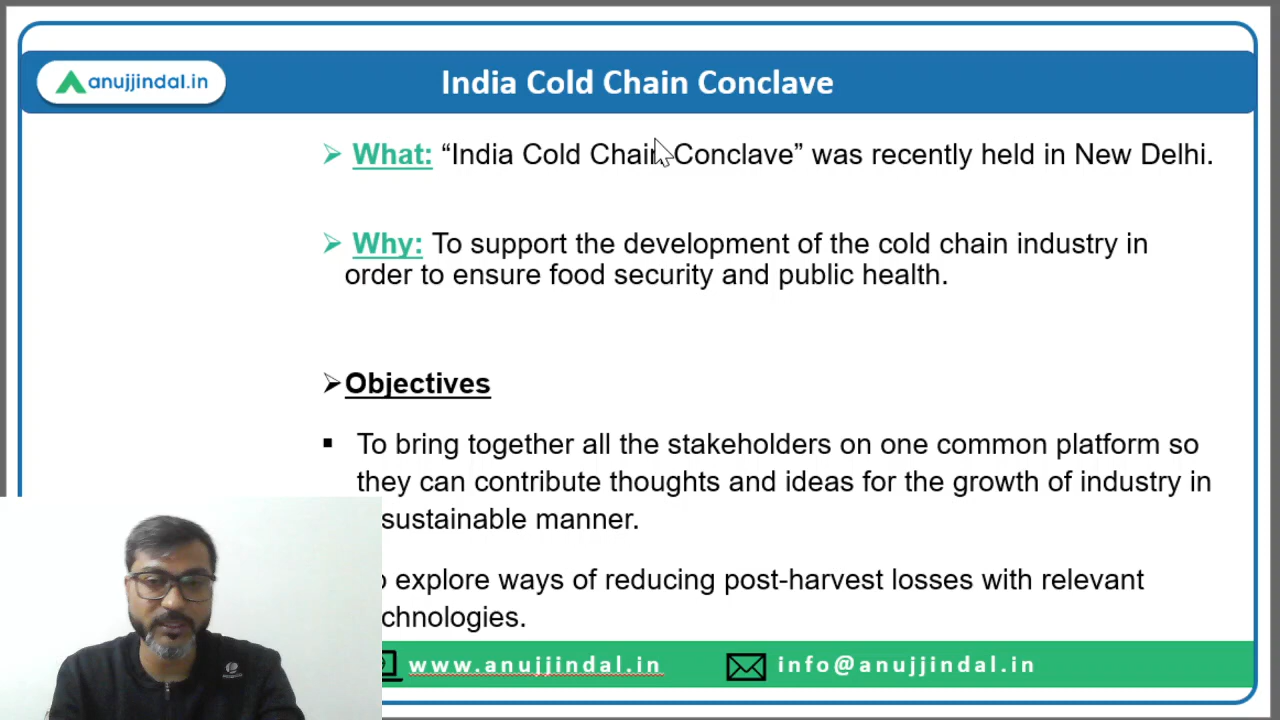 anujjindal.in
India Cold Chain Conclave
➢ What: “India Cold Chain Conclave” was recently held in New Delhi.
➢ Why: To support the development of the cold chain industry in
order to ensure food security and public health.
➢ Objectives
▪ To bring together all the stakeholders on one common platform so
they can contribute thoughts and ideas for the growth of industry in
sustainable manner.
explore ways of reducing post-harvest losses with relevant
www.anujjindal.in
info@anujjindal.in